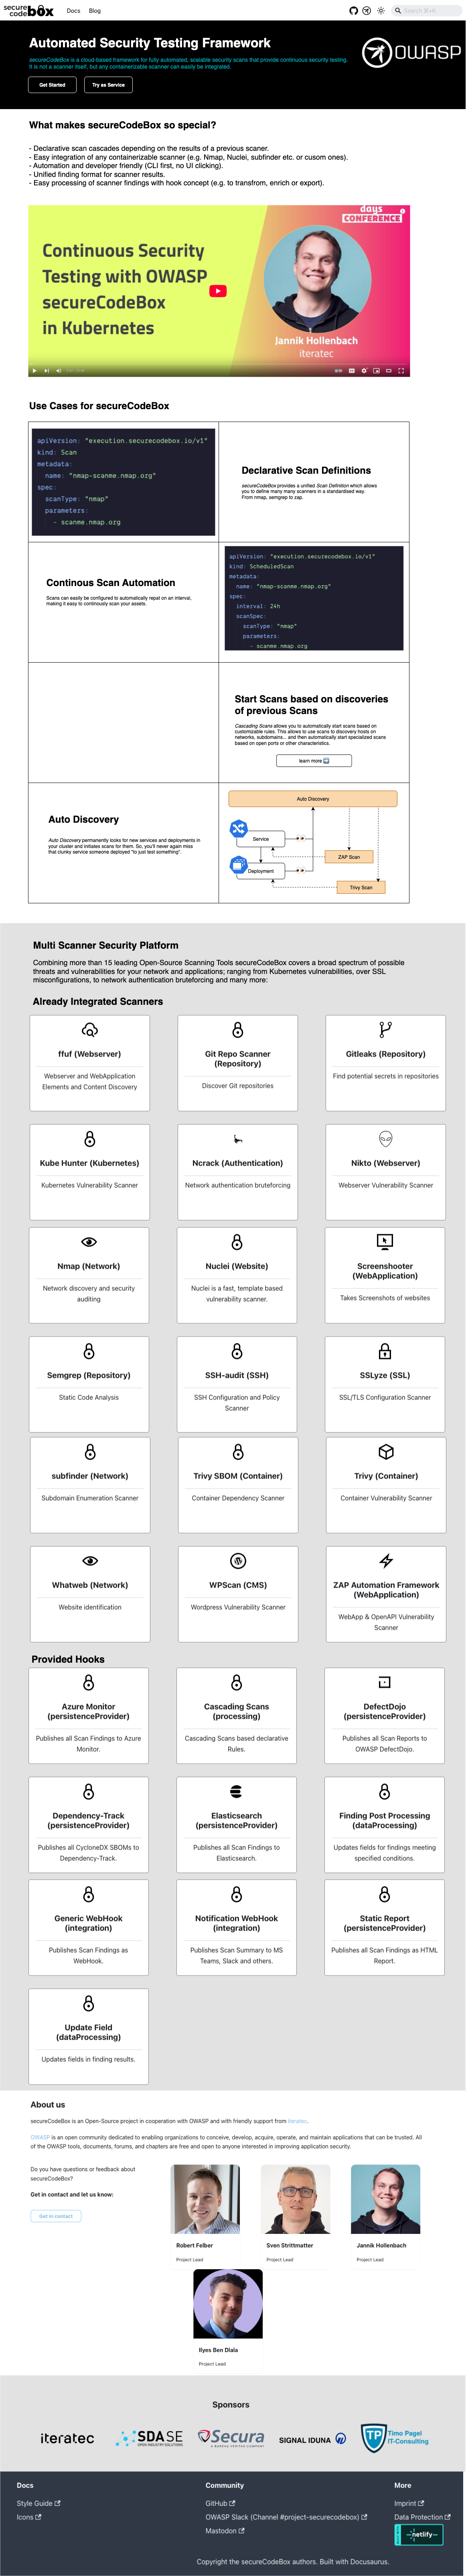 secure
code box
Docs
Blog
Search ⌘+K
Automated Security Testing Framework
OWASP
secureCodeBox is a cloud-based framework for fully automated, scalable security scans that provide continuous security testing.
It is not a scanner itself, but any containerizable scanner can easily be integrated.
Get Started
Try as Service
What makes secureCodeBox so special?
- Declarative scan cascades depending on the results of a previous scanner.
- Easy integration of any containerizable scanner (e.g. Nmap, Nuclei, subfinder etc. or cusom ones).
- Automation and developer friendly (CLI first, no UI clicking).
- Unified finding format for scanner results.
- Easy processing of scanner findings with hook concept (e.g. to transfrom, enrich or export).
days
CONFERENCE
Continuous Security
Testing with OWASP
secureCodeBox
in Kubernetes
Jannik Hollenbach
iteratec
Use Cases for secureCodeBox
apiVersion: "execution.securecodebox.io/v1"
kind: Scan
metadata:
name: "nmap-scanme.nmap.org"
spec:
scanType: "nmap"
parameters:
- scanme.nmap.org
Declarative Scan Definitions
secureCodeBox provides a unified Scan Definition which allows
you to define many many scanners in a standardised way.
From nmap, semgrep to zap.
Continous Scan Automation
Scans can easily be configured to automatically repat on an interval,
making it easy to continously scan your assets.
apiVersion: "execution.securecodebox.io/v1"
kind: ScheduledScan
metadata:
name: "nmap-scanme.nmap.org"
spec:
interval: 24h
scanSpec:
scanType: "nmap"
parameters:
- scanme.nmap.org
Start Scans based on discoveries
of previous Scans
Cascading Scans allows you to automatically start scans based on
customizable rules. This allows to use scans to discovery hosts on
networks, subdomains... and then automatically start specialized scans
based on open ports or other characteristics.
learn more ➡️
Auto Discovery
Auto Discovery permanantly looks for new services and deployments in
your cluster and initiates scans for them. So, you'll never again miss
that clunky service someone deployed "to just test something".
Auto Discovery
Service
ZAP Scan
Deployment
Trivy Scan
Multi Scanner Security Platform
Combining more than 15 leading Open-Source Scanning Tools secureCodeBox covers a broad spectrum of possible
threats and vulnerabilities for your network and applications; ranging from Kubernetes vulnerabilities, over SSL
misconfigurations, to network authentication bruteforcing and many more:
Already Integrated Scanners
ffuf (Webserver)
Webserver and WebApplication
Elements and Content Discovery
Git Repo Scanner
(Repository)
Discover Git repositories
Gitleaks (Repository)
Find potential secrets in repositories
Kube Hunter (Kubernetes)
Kubernetes Vulnerability Scanner
Ncrack (Authentication)
Network authentication bruteforcing
Nikto (Webserver)
Webserver Vulnerability Scanner
Nmap (Network)
Network discovery and security
auditing
Nuclei (Website)
Nuclei is a fast, template based
vulnerability scanner.
Screenshooter
(WebApplication)
Takes Screenshots of websites
Semgrep (Repository)
Static Code Analysis
SSH-audit (SSH)
SSH Configuration and Policy
Scanner
SSLyze (SSL)
SSL/TLS Configuration Scanner
subfinder (Network)
Subdomain Enumeration Scanner
Trivy SBOM (Container)
Container Dependency Scanner
Trivy (Container)
Container Vulnerability Scanner
Whatweb (Network)
Website identification
WPScan (CMS)
Wordpress Vulnerability Scanner
ZAP Automation Framework
(WebApplication)
WebApp & OpenAPI Vulnerability
Scanner
Provided Hooks
Azure Monitor
(persistenceProvider)
Publishes all Scan Findings to Azure
Monitor.
Cascading Scans
(processing)
Cascading Scans based declarative
Rules.
DefectDojo
(persistenceProvider)
Publishes all Scan Reports to
OWASP DefectDojo.
Dependency-Track
(persistenceProvider)
Publishes all CycloneDX SBOMs to
Dependency-Track.
Elasticsearch
(persistenceProvider)
Publishes all Scan Findings to
Elasticsearch.
Finding Post Processing
(dataProcessing)
Updates fields for findings meeting
specified conditions.
Generic WebHook
(integration)
Publishes Scan Findings as
WebHook.
Notification WebHook
(integration)
Publishes Scan Summary to MS
Teams, Slack and others.
Static Report
(persistenceProvider)
Publishes all Scan Findings as HTML
Report.
Update Field
(dataProcessing)
Updates fields in finding results.
About us
secureCodeBox is an Open-Source project in cooperation with OWASP and with friendly support from iteratec.
OWASP is an open community dedicated to enabling organizations to conceive, develop, acquire, operate, and maintain applications that can be trusted. All
of the OWASP tools, documents, forums, and chapters are free and open to anyone interested in improving application security.
Do you have questions or feedback about
secureCodeBox?
Get in contact and let us know:
Get in contact
Robert Felber
Project Lead
Sven Strittmatter
Project Lead
Jannik Hollenbach
Project Lead
Ilyes Ben Dlala
Project Lead
Sponsors
iteratec
SDA SE
OPEN INDUSTRY SOLUTIONS
Secura
A BUREAU VERITAS COMPANY
SIGNAL IDUNA
TP
Timo Pagel
IT-Consulting
Docs
Style Guide
Icons
Community
GitHub
OWASP Slack (Channel #project-securecodebox)
Mastodon
More
Imprint
Data Protection
netlify
Copyright the secureCodeBox authors. Built with Docusaurus.